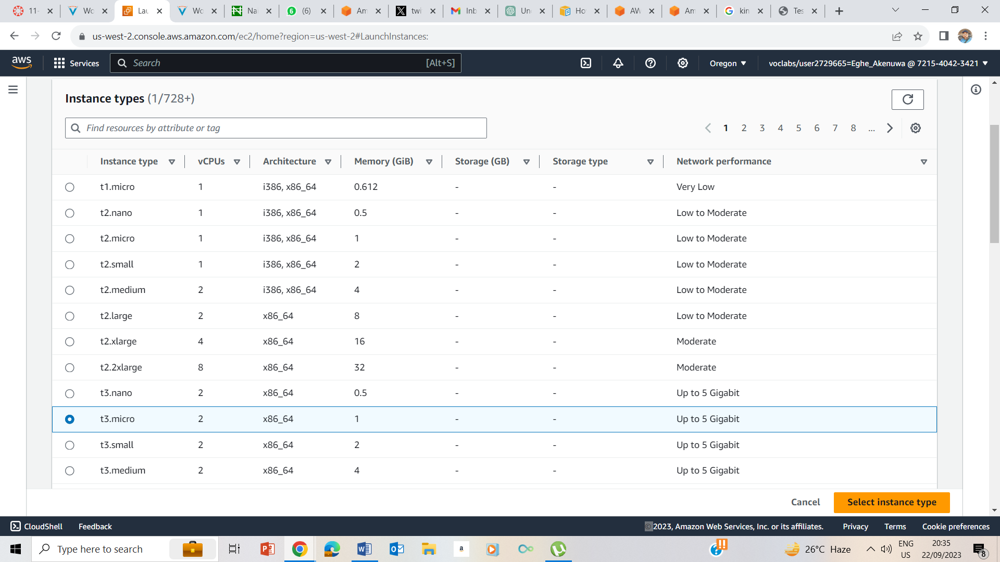 11-
Wo
Lau
Wo
Nai
(6)
Am
twi
Inb
Un
Ho
AW
Am
kin
Tes
us-west-2.console.aws.amazon.com/ec2/home?region=us-west-2#LaunchInstances:
aws
Services
Search
[Alt+S]
Oregon
voclabs/user2729665=Eghe_Akenuwa @ 7215-4042-3421
Instance types (1/728+)
Find resources by attribute or tag
1 2 3 4 5 6 7 8 ...
Instance type vCPUs Architecture Memory (GiB) Storage (GB) Storage type Network performance
t1.micro 1 i386, x86_64 0.612 - - Very Low
t2.nano 1 i386, x86_64 0.5 - - Low to Moderate
t2.micro 1 i386, x86_64 1 - - Low to Moderate
t2.small 1 i386, x86_64 2 - - Low to Moderate
t2.medium 2 i386, x86_64 4 - - Low to Moderate
t2.large 2 x86_64 8 - - Low to Moderate
t2.xlarge 4 x86_64 16 - - Moderate
t2.2xlarge 8 x86_64 32 - - Moderate
t3.nano 2 x86_64 0.5 - - Up to 5 Gigabit
t3.micro 2 x86_64 1 - - Up to 5 Gigabit
t3.small 2 x86_64 2 - - Up to 5 Gigabit
t3.medium 2 x86_64 4 - - Up to 5 Gigabit
Cancel
Select instance type
CloudShell
Feedback
© 2023, Amazon Web Services, Inc. or its affiliates.
Privacy
Terms
Cookie preferences
Type here to search
26°C Haze
ENG
US
20:35
22/09/2023
8